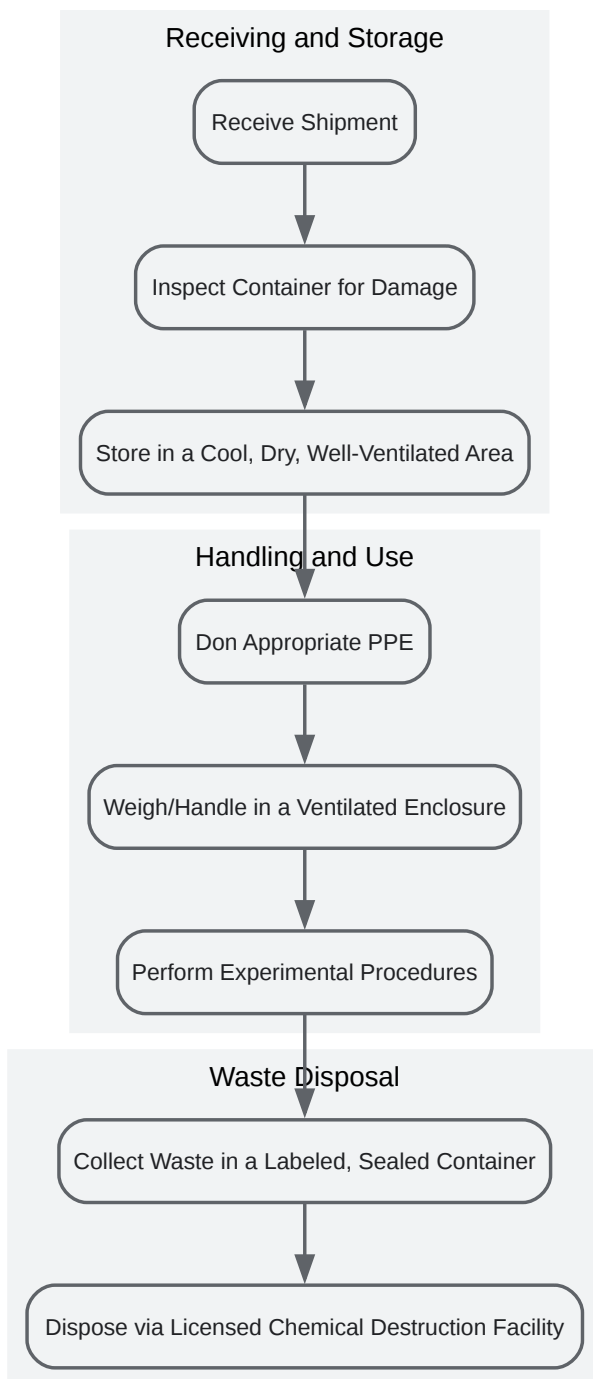 Receiving and Storage
Receive Shipment
Inspect Container for Damage
Store in a Cool, Dry, Well-Ventilated Area
Handling and Use
Don Appropriate PPE
Weigh/Handle in a Ventilated Enclosure
Perform Experimental Procedures
Waste Disposal
Collect Waste in a Labeled, Sealed Container
Dispose via Licensed Chemical Destruction Facility